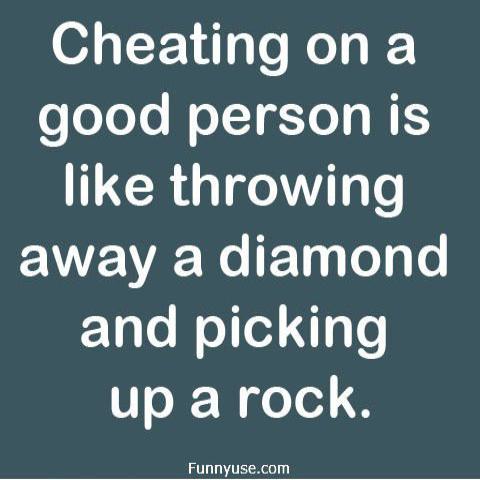 Cheating on a
good person is
like throwing
away a diamond
and picking
up a rock.
Funnyuse.com